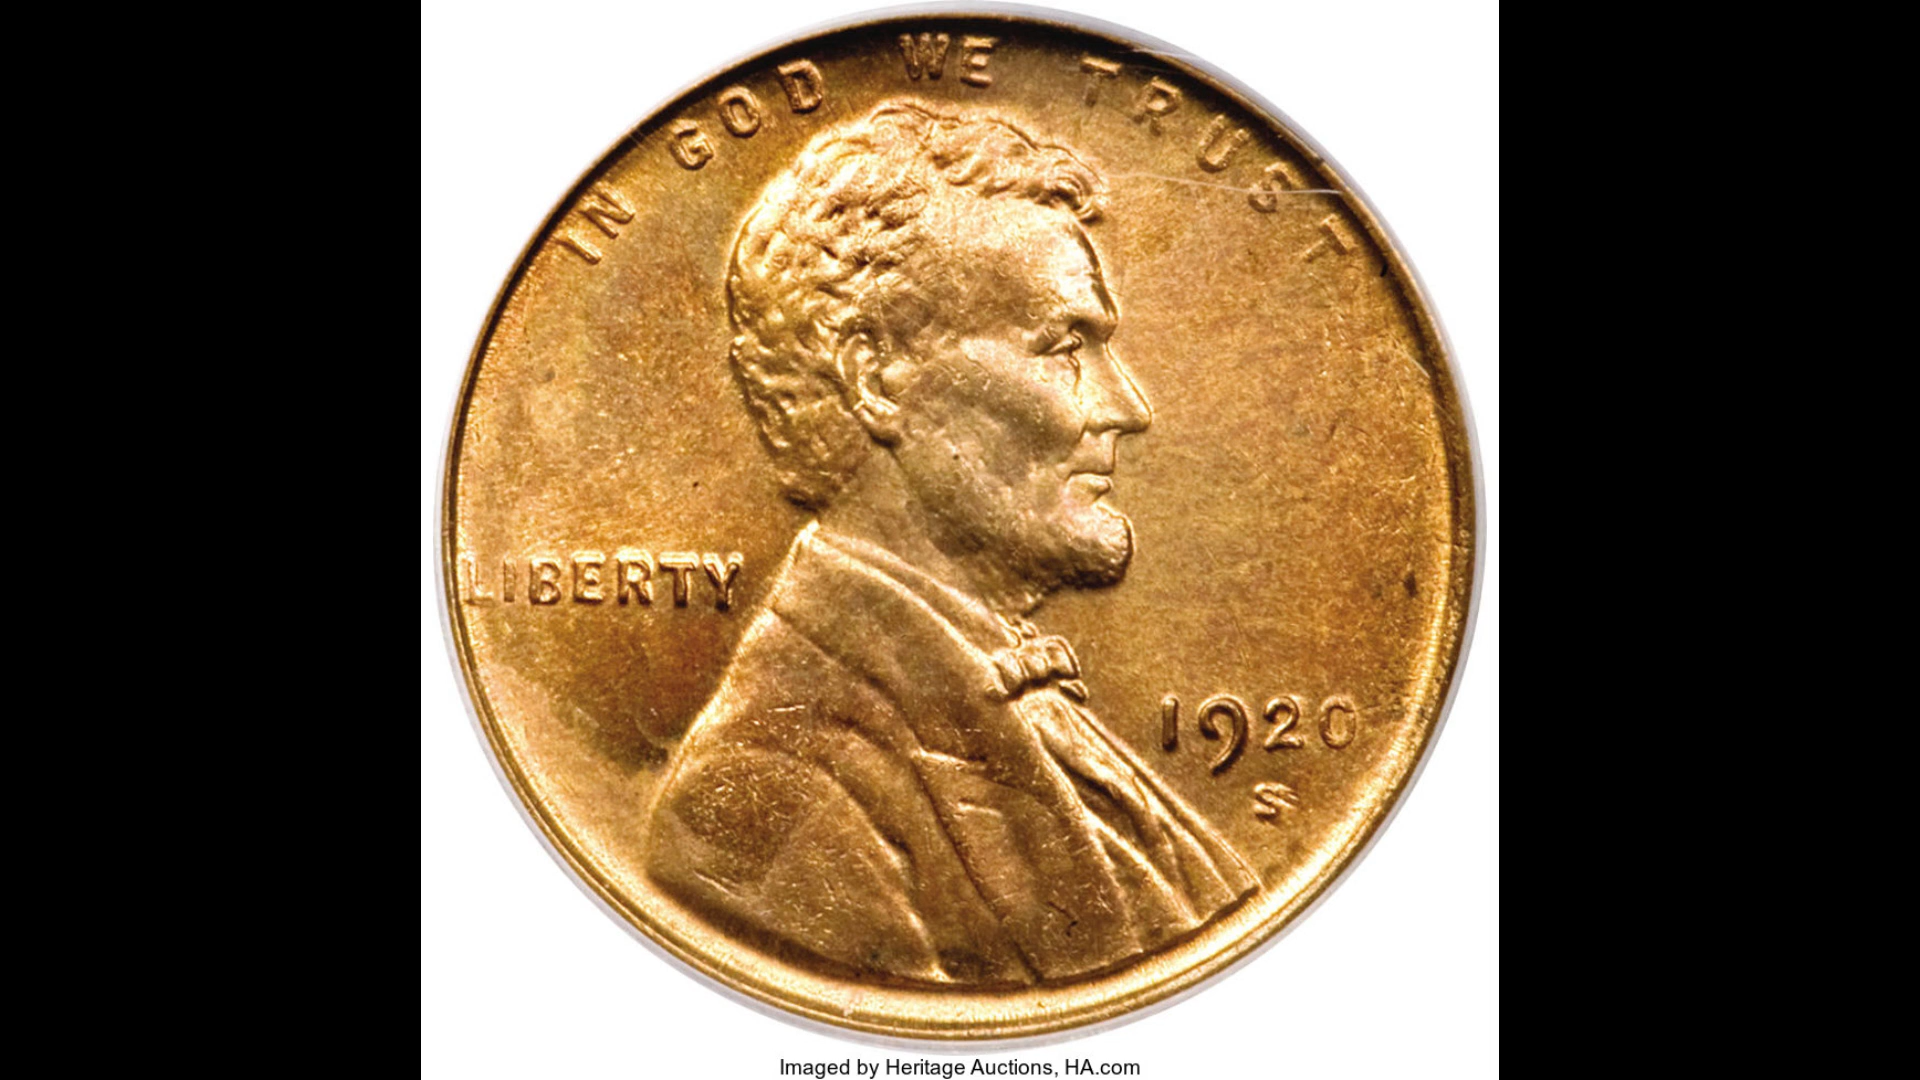 IN GOD WE TRUST
LIBERTY
1920
S
Imaged by Heritage Auctions, HA.com